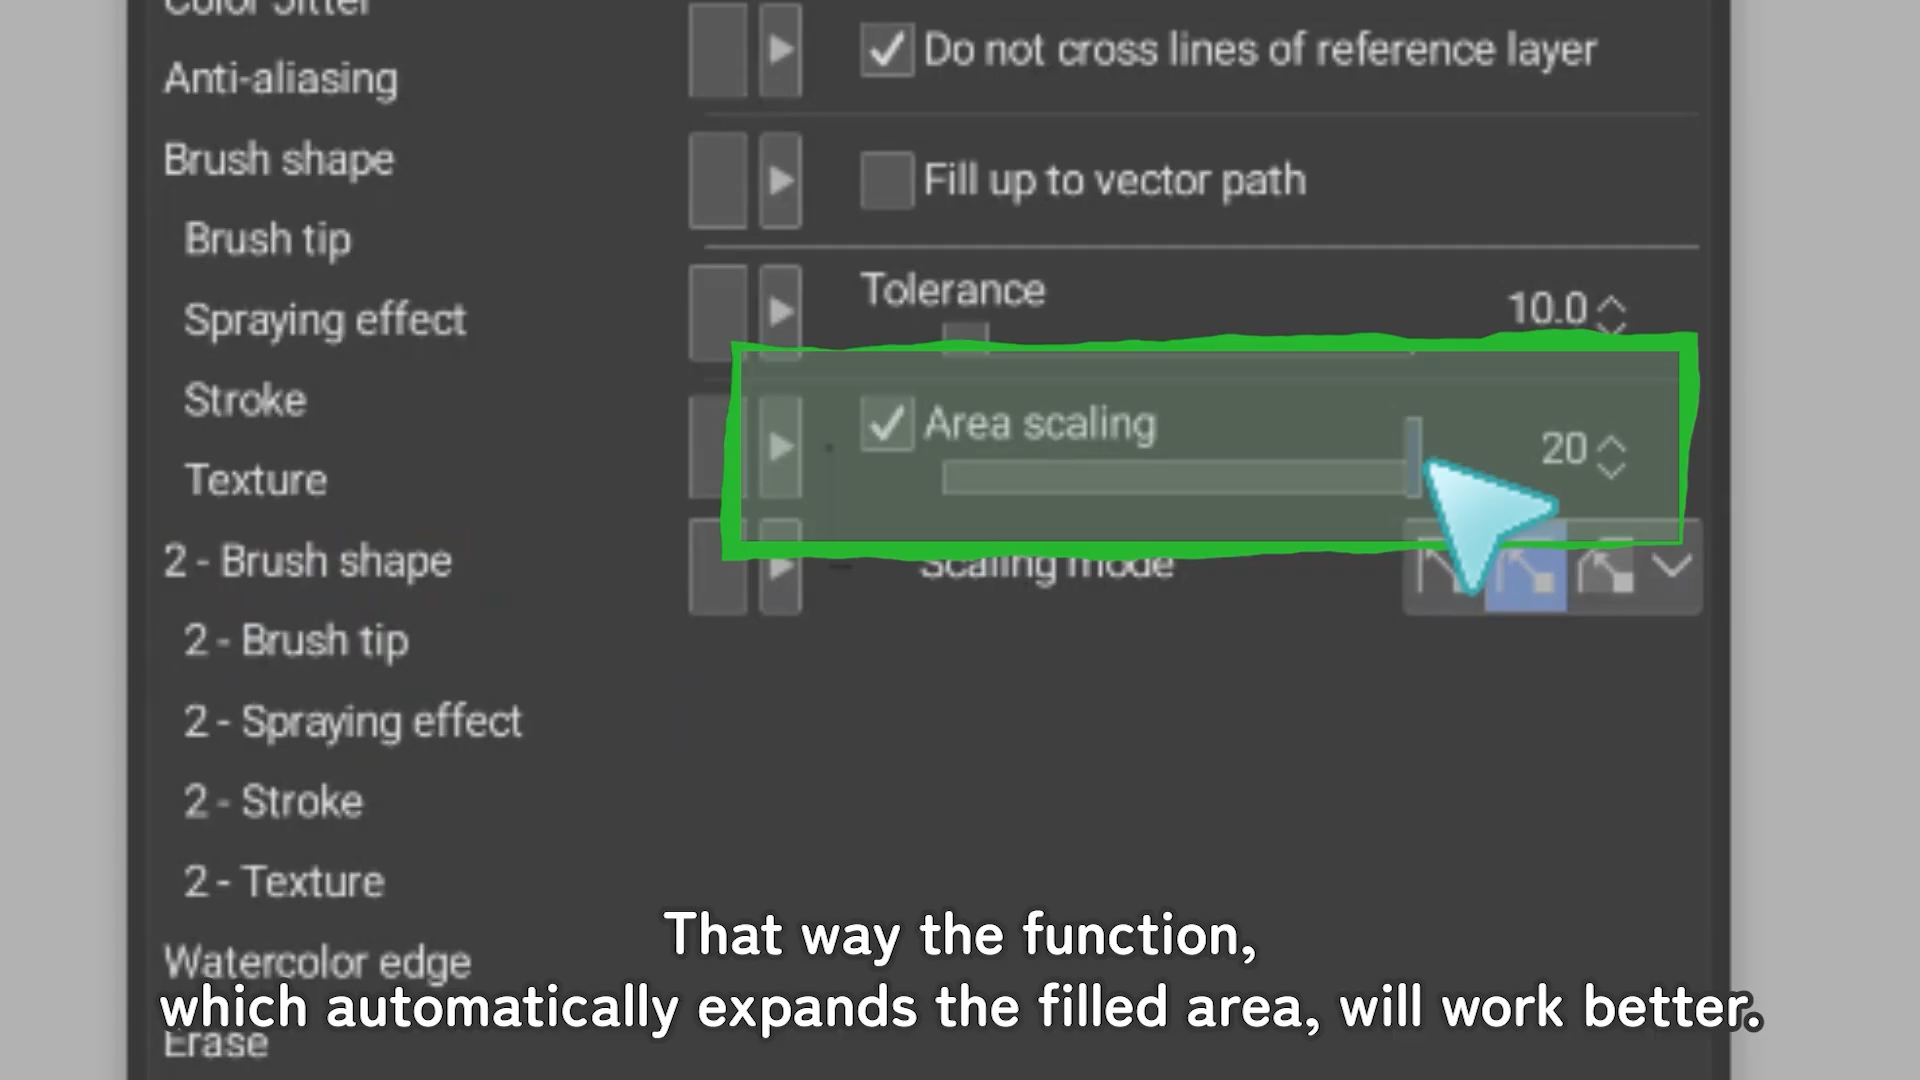 Color Jitter
Anti-aliasing
Brush shape
Brush tip
Spraying effect
Stroke
Texture
2 - Brush shape
2 - Brush tip
2 - Spraying effect
2 - Stroke
2 - Texture
Watercolor edge
Erase
Do not cross lines of reference layer
Fill up to vector path
Tolerance
10.0
Area scaling
20
Scaling mode
That way the function,
which automatically expands the filled area, will work better.